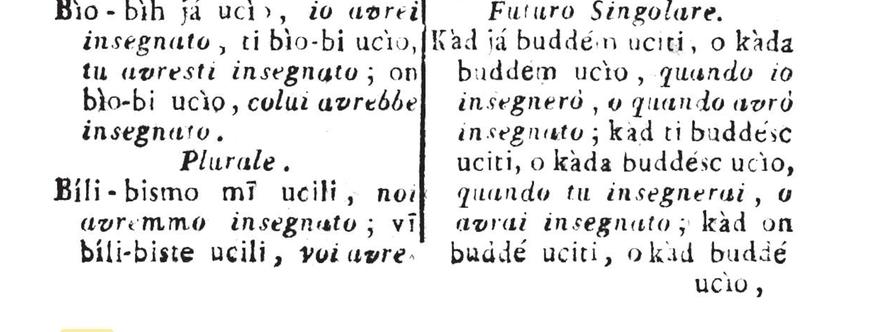 Bìo-bìh já ucìo, io avrei
insegnato, ti bìo-bi ucìo,
tu avresti insegnato; on
bìo-bi ucìo, colui avrebbe
insegnato.
Plurale.
Bíli-bismo mī ucili, noi
avremmo insegnato; vī
bíli-biste ucili, voi avre-
Futuro Singolare.
Kàd já buddém uciti, o kàda
buddem ucìo, quando io
insegnerò, o quando avrò
insegnato; kàd ti buddésc
uciti, o kàda buddésc ucìo,
quando tu insegnerai, o
avrai insegnato; kàd on
buddé uciti, o kàd buddé
ucìo,